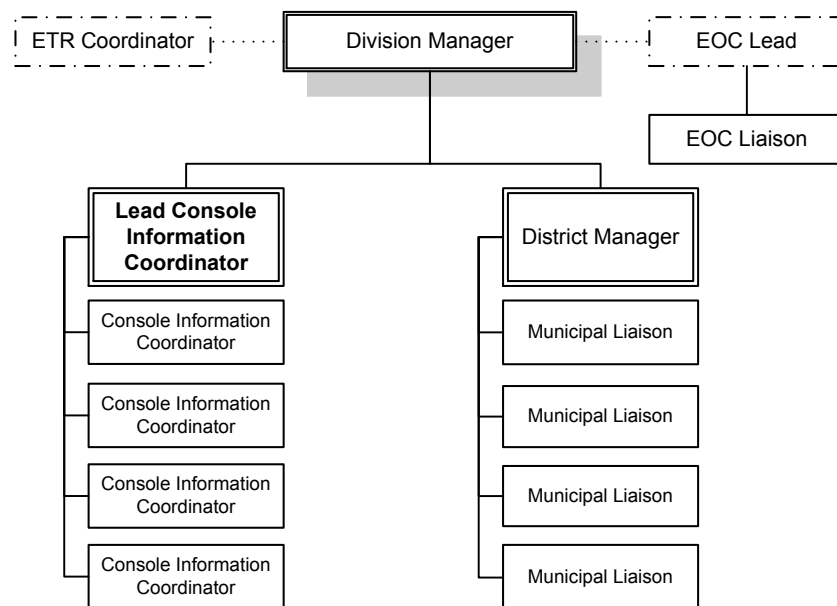 ETR Coordinator
Division Manager
EOC Lead
EOC Liaison
Lead Console
Information
Coordinator
District Manager
Console Information
Coordinator
Municipal Liaison
Console Information
Coordinator
Municipal Liaison
Console Information
Coordinator
Municipal Liaison
Console Information
Coordinator
Municipal Liaison